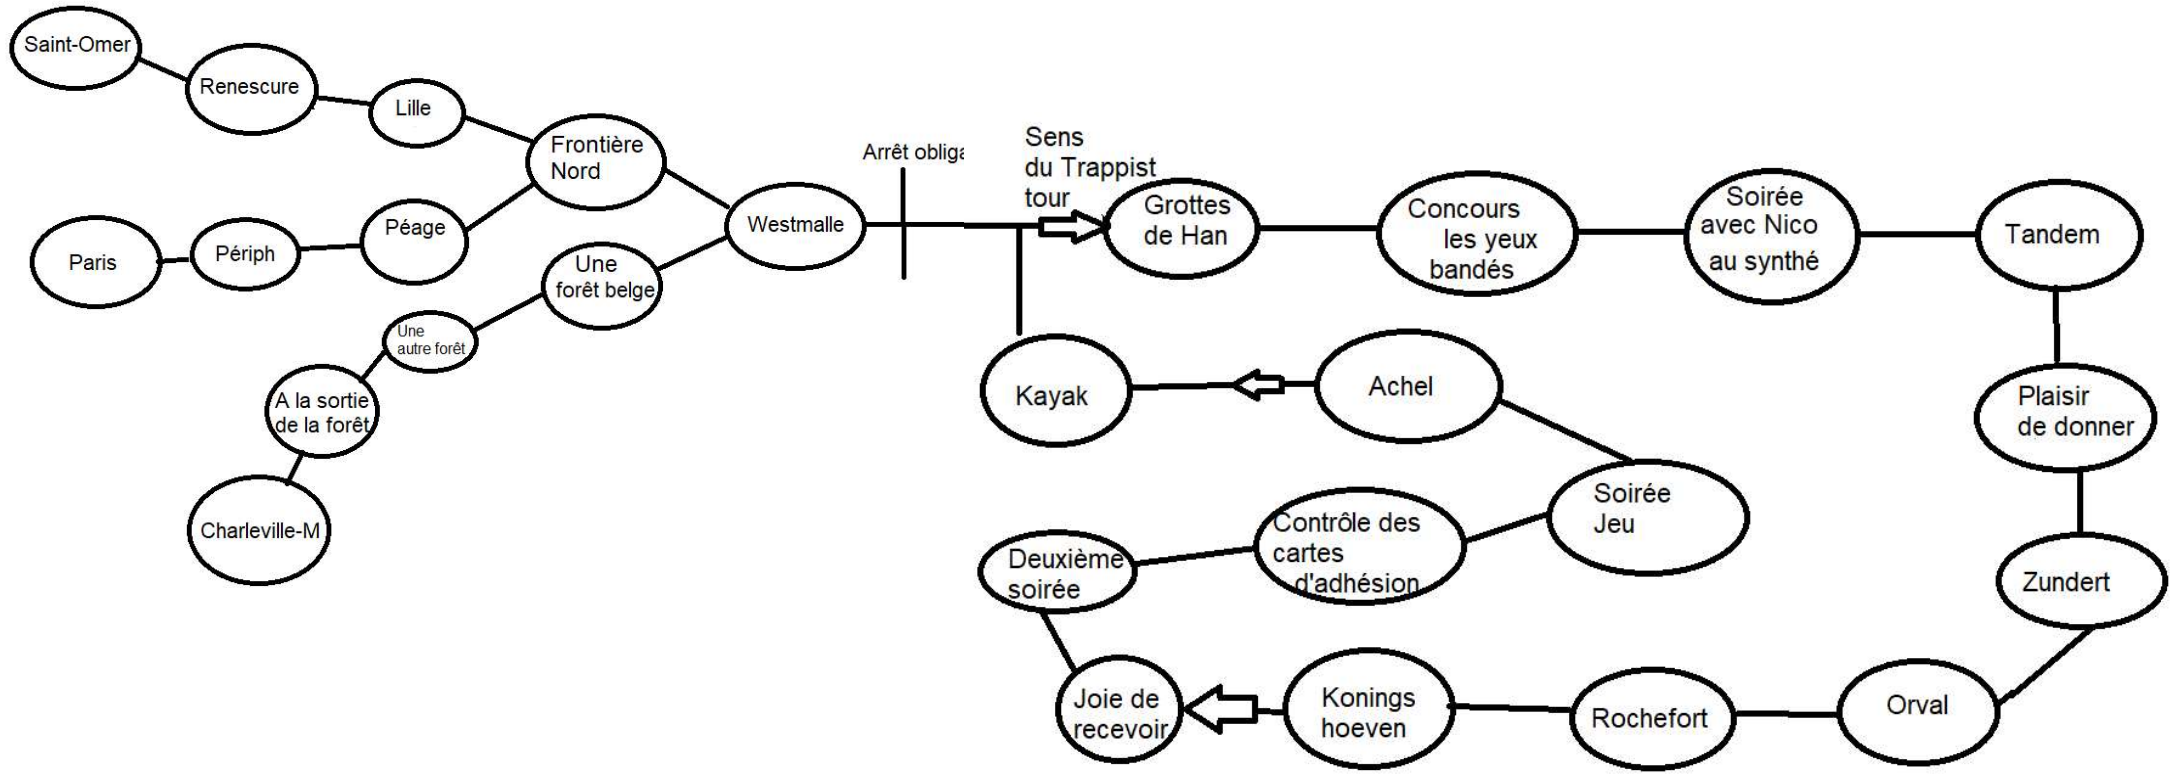 Saint-Omer
Renescure
Lille
Frontière
Nord
Paris
Périph
Péage
Westmalle
Une
forêt belge
Une
autre forêt
A la sortie
de la forêt
Charleville-M
Arrêt obliga
Sens
du Trappist
tour
Grottes
de Han
Concours
les yeux
bandés
Soirée
avec Nico
au synthé
Tandem
Plaisir
de donner
Zundert
Orval
Rochefort
Konings
hoeven
Joie de
recevoir
Deuxième
soirée
Contrôle des
cartes
d'adhésion
Soirée
Jeu
Achel
Kayak